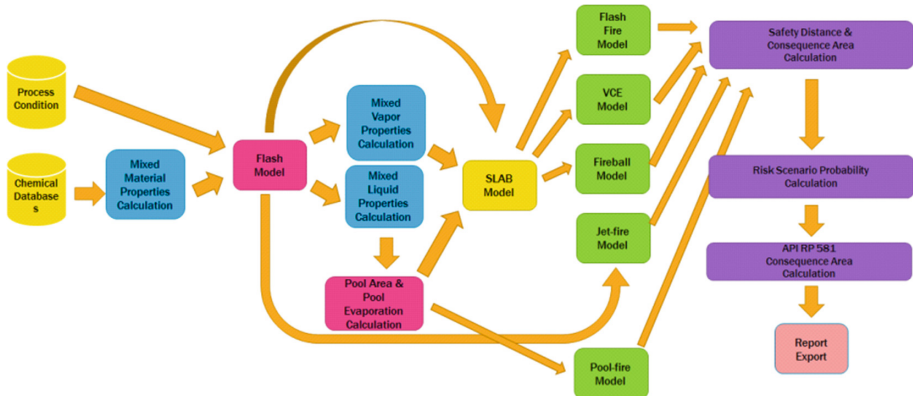 Process
Condition
Chemical Database
s
Mixed
Material
Properties
Calculation
Flash
Model
Mixed
Vapor
Properties
Calculation
Mixed
Liquid
Properties
Calculation
Pool Area &
Pool
Evaporation
Calculation
SLAB
Model
Flash
Fire
Model
VCE
Model
Fireball
Model
Jet-fire
Model
Pool-fire
Model
Safety Distance &
Consequence Area
Calculation
Risk Scenario Probability
Calculation
API RP 581
Consequence Area
Calculation
Report
Export